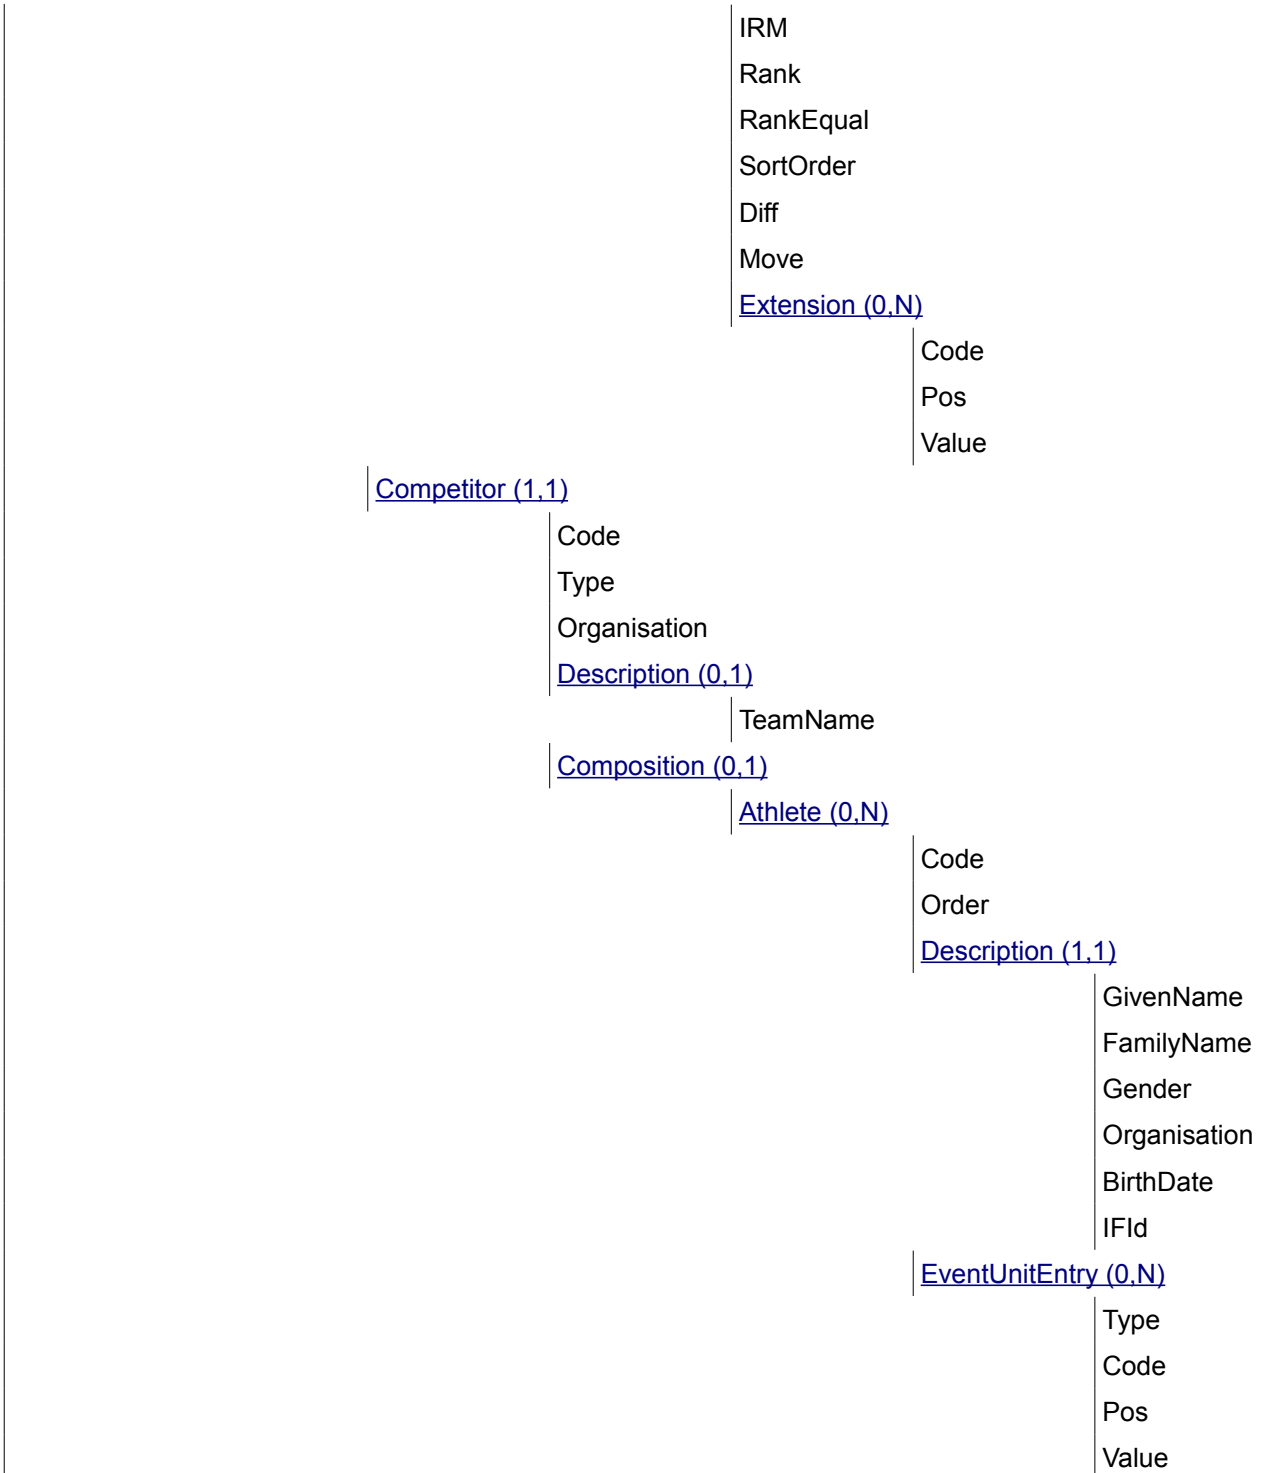 IRM
Rank
RankEqual
SortOrder
Diff
Move
Extension (0,N)
Code
Pos
Value
Competitor (1,1)
Code
Type
Organisation
Description (0,1)
TeamName
Composition (0,1)
Athlete (0,N)
Code
Order
Description (1,1)
GivenName
FamilyName
Gender
Organisation
BirthDate
IFId
EventUnitEntry (0,N)
Type
Code
Pos
Value